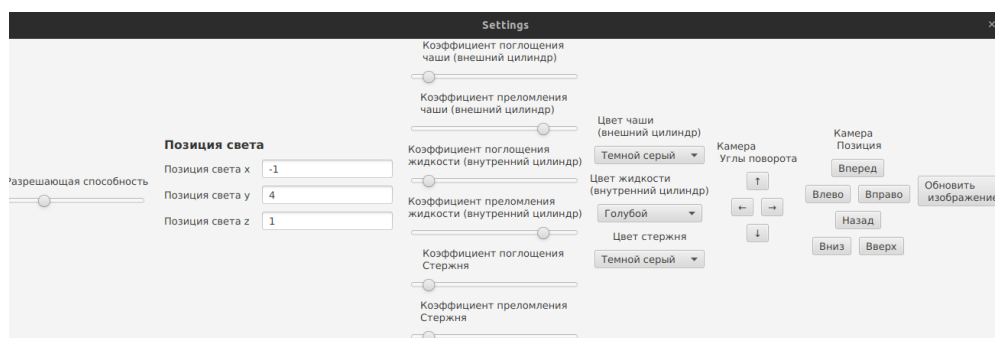 Settings
×
Разрешающая способность
Позиция света
Позиция света x
-1
Позиция света y
4
Позиция света z
1
Коэффициент поглощения
чаши (внешний цилиндр)
Коэффициент преломления
чаши (внешний цилиндр)
Коэффициент поглощения
жидкости (внутренний цилиндр)
Коэффициент преломления
жидкости (внутренний цилиндр)
Коэффициент поглощения
Стержня
Коэффициент преломления
Стержня
Цвет чаши
(внешний цилиндр)
Темной серый
Цвет жидкости
(внутренний цилиндр)
Голубой
Цвет стержня
Темной серый
Камера
Углы поворота
↑
← →
↓
Камера
Позиция
Вперед
Влево Вправо
Назад
Вниз Вверх
Обновить
изображение